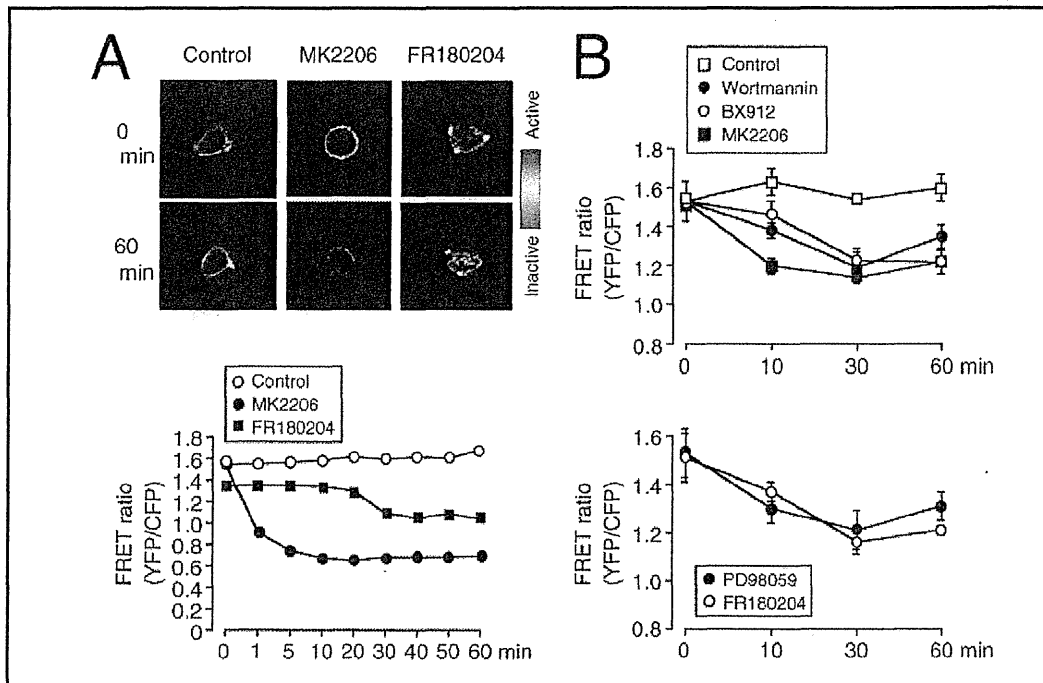 A
Control MK2206 FR180204
0
min
60
min
Active
Inactive
Control
MK2206
FR180204
FRET ratio
(YFP/CFP)
1.8
1.6
1.4
1.2
1.0
0.8
0.6
0.4
0.2
0
0 1 5 10 20 30 40 50 60 min
B
Control
Wortmannin
BX912
MK2206
FRET ratio
(YFP/CFP)
1.8
1.6
1.4
1.2
1.0
0.8
0 10 30 60 min
FRET ratio
(YFP/CFP)
1.6
1.4
1.2
1.0
0.8
PD98059
FR180204
0 10 30 60 min